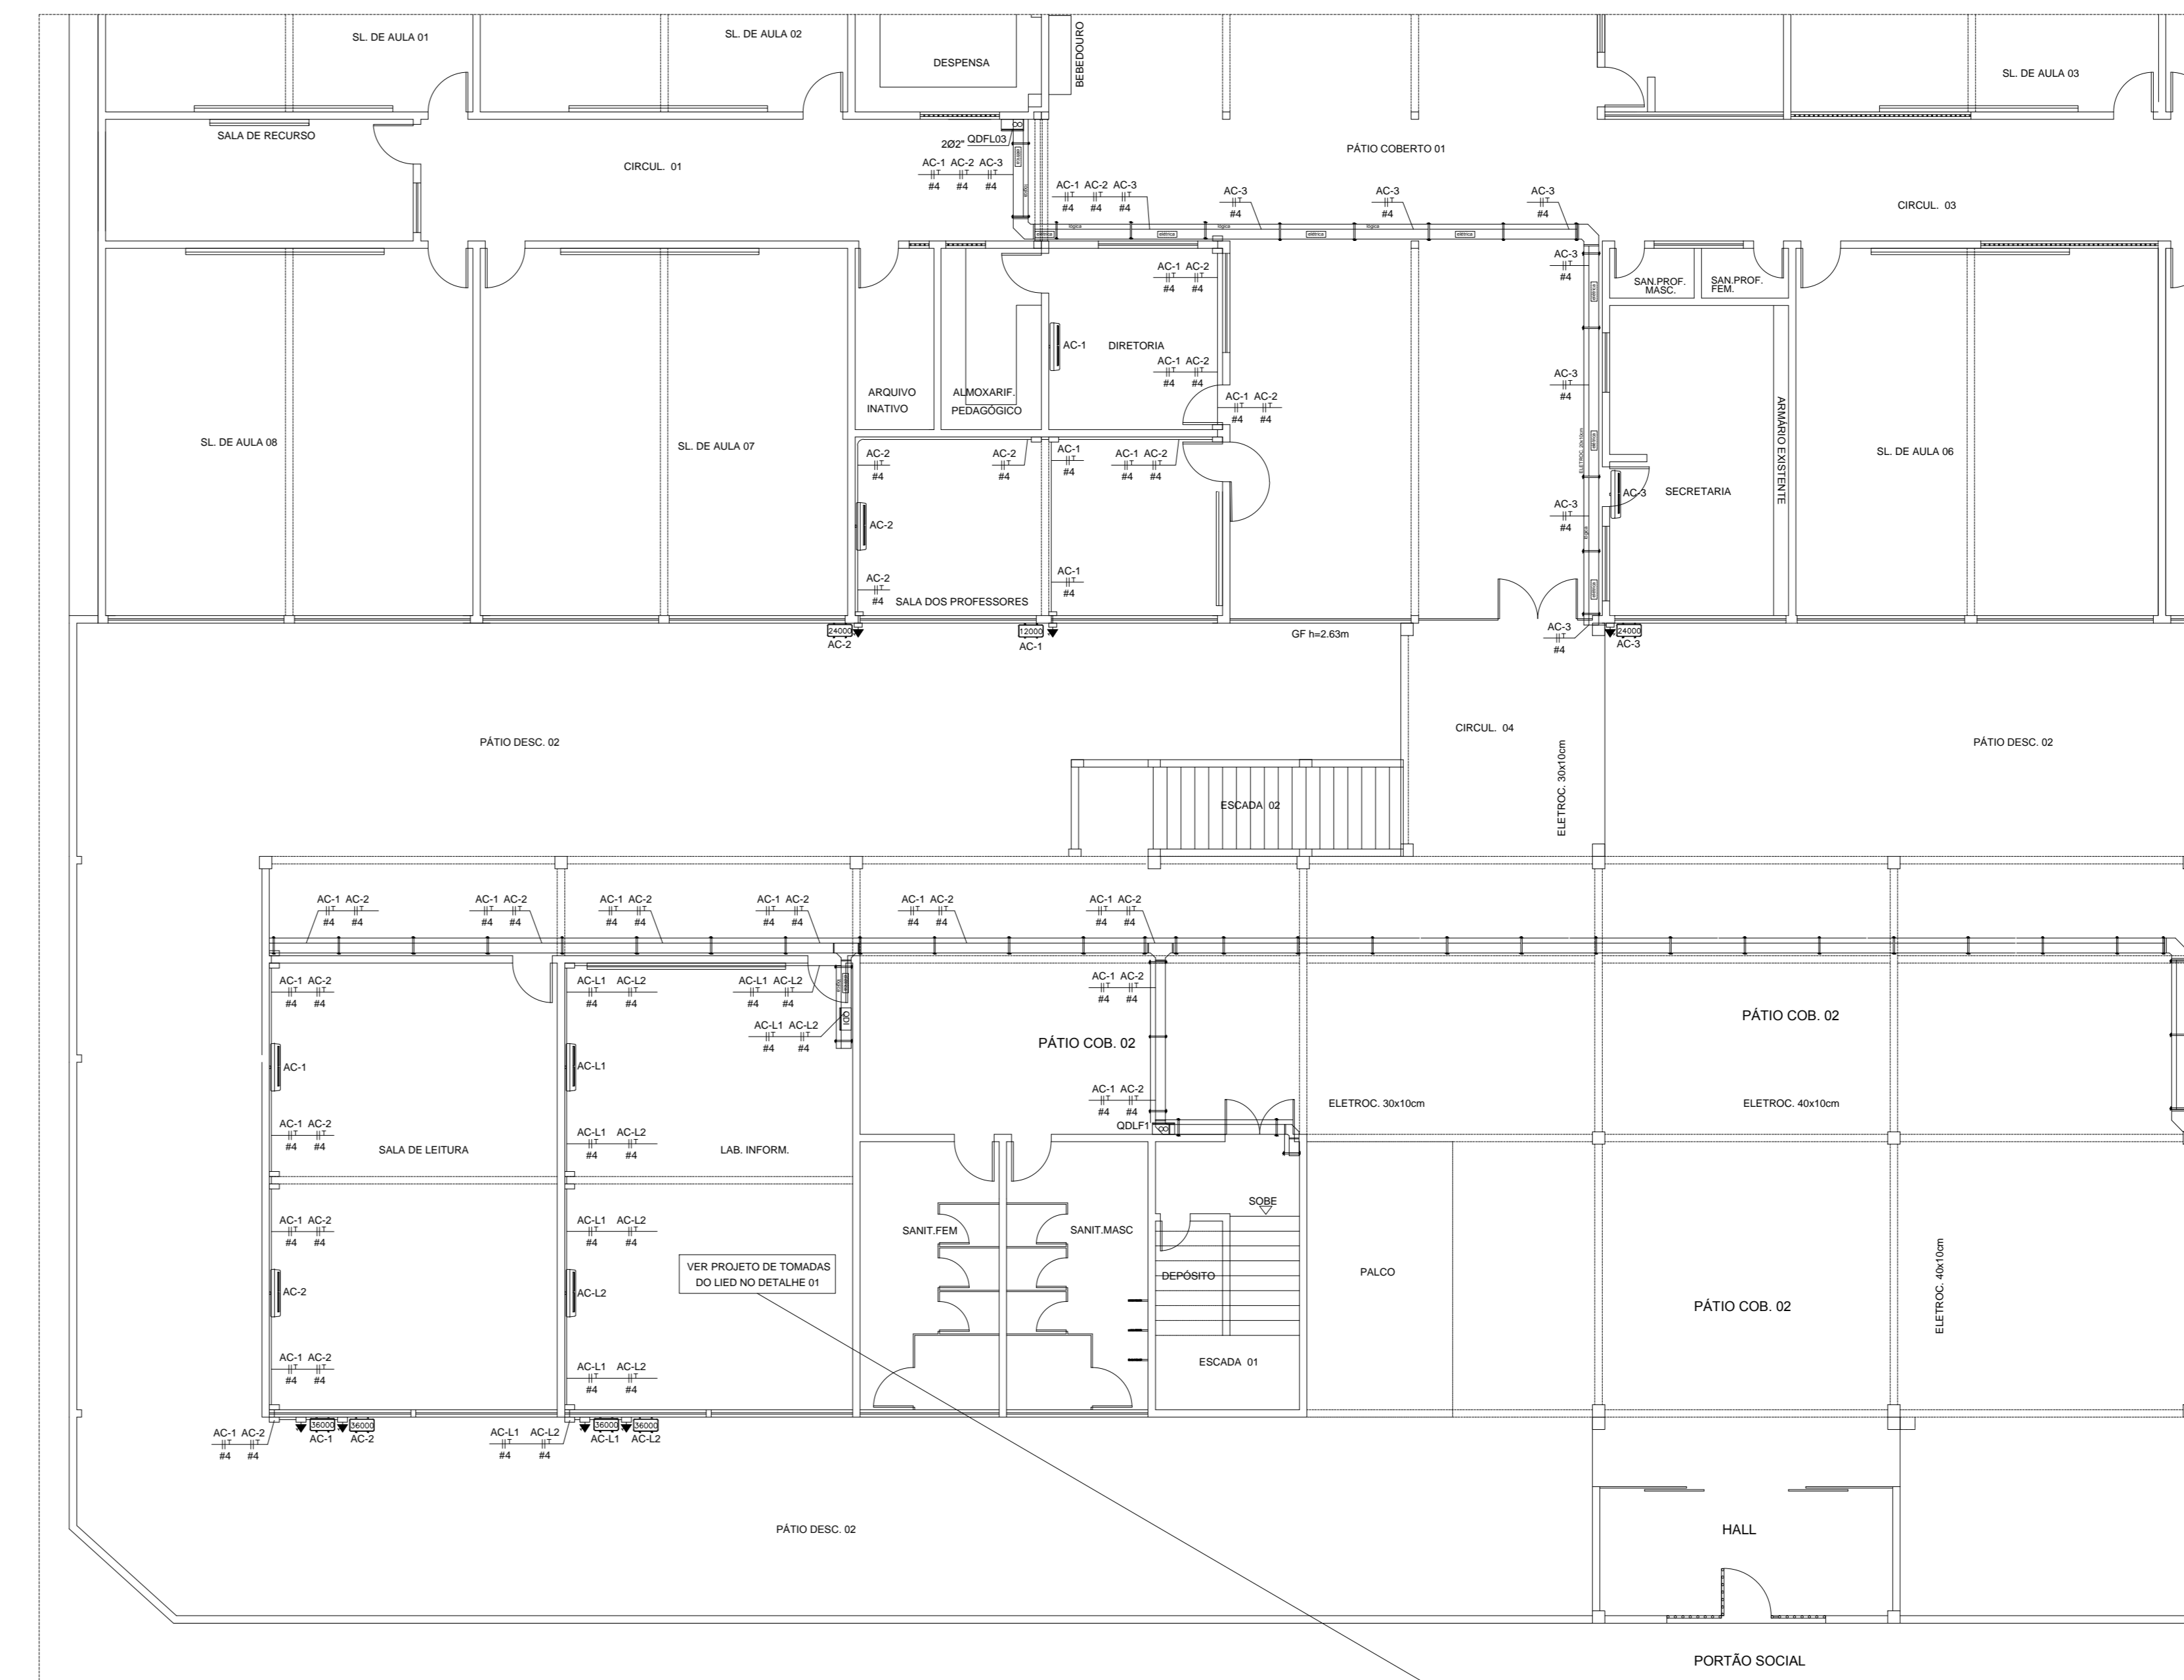 SL. DE AULA 01
SL. DE AULA 02
DESPENSA
BEBEDOURO
SL. DE AULA 03
SALA DE RECURSO
CIRCUL. 01
2Ø2" QDFL03
AC-1 AC-2 AC-3
#4 #4 #4
PÁTIO COBERTO 01
AC-1 AC-2 AC-3
#4 #4 #4
AC-3
#4
AC-3
#4
AC-3
#4
CIRCUL. 03
lógica
lógica
lógica
elétrica
elétrica
elétrica
elétrica
AC-3
#4
SAN.PROF.
MASC.
SAN.PROF.
FEM.
AC-1 AC-2
#4 #4
AC-1
DIRETORIA
AC-1 AC-2
#4 #4
AC-1 AC-2
#4 #4
AC-3
#4
ARQUIVO
INATIVO
ALMOXARIF.
PEDAGÓGICO
SL. DE AULA 08
SL. DE AULA 07
AC-2
#4
AC-2
#4
AC-1
#4
AC-1 AC-2
#4 #4
ELETROC. 20x10cm
ARMÁRIO EXISTENTE
SL. DE AULA 06
AC-3
SECRETARIA
AC-3
#4
lógica
AC-2
AC-2
#4
SALA DOS PROFESSORES
AC-1
#4
24000
AC-2
12000
AC-1
GF h=2.63m
AC-3
#4
24000
AC-3
PÁTIO DESC. 02
CIRCUL. 04
ELETROC. 30x10cm
PÁTIO DESC. 02
ESCADA 02
AC-1 AC-2
#4 #4
AC-1 AC-2
#4 #4
AC-1 AC-2
#4 #4
AC-1 AC-2
#4 #4
AC-1 AC-2
#4 #4
AC-1 AC-2
#4 #4
AC-1 AC-2
#4 #4
AC-L1 AC-L2
#4 #4
AC-L1 AC-L2
#4 #4
AC-L1 AC-L2
#4 #4
AC-1 AC-2
#4 #4
PÁTIO COB. 02
PÁTIO COB. 02
AC-1
AC-L1
AC-1 AC-2
#4 #4
ELETROC. 30x10cm
ELETROC. 40x10cm
QDLF1
AC-1 AC-2
#4 #4
SALA DE LEITURA
AC-L1 AC-L2
#4 #4
LAB. INFORM.
SOBE
AC-1 AC-2
#4 #4
AC-L1 AC-L2
#4 #4
SANIT.FEM
SANIT.MASC
VER PROJETO DE TOMADAS
DO LIED NO DETALHE 01
DEPÓSITO
PALCO
ELETROC. 40x10cm
AC-2
AC-L2
PÁTIO COB. 02
AC-1 AC-2
#4 #4
AC-L1 AC-L2
#4 #4
ESCADA 01
AC-1 AC-2
#4 #4
36000
AC-1
36000
AC-2
AC-L1 AC-L2
#4 #4
36000
AC-L1
36000
AC-L2
PÁTIO DESC. 02
HALL
PORTÃO SOCIAL